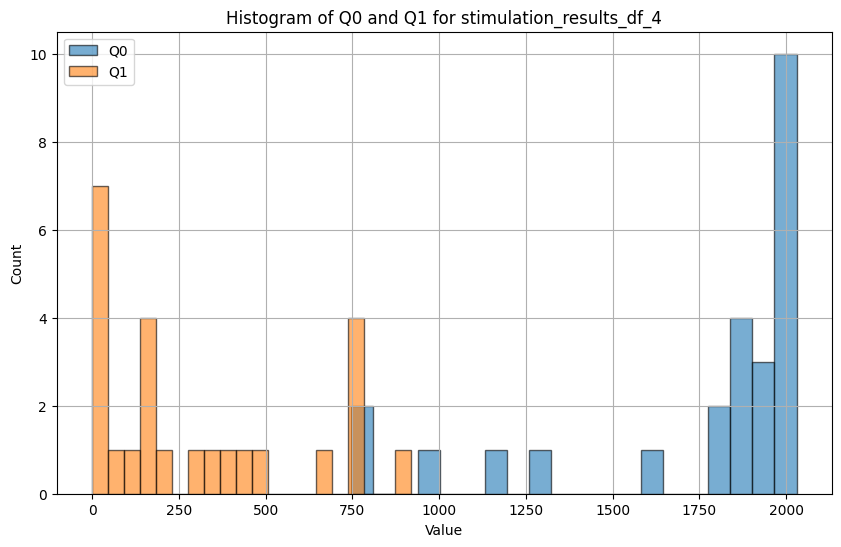 Histogram of Q0 and Q1 for stimulation_results_df_4
Q0
Q1
10
8
6
4
2
0
Count
0 250 500 750 1000 1250 1500 1750 2000
Value